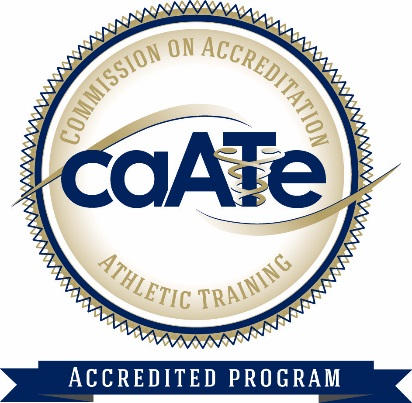 COMMISSION ON ACCREDITATION
caATe
ATHLETIC TRAINING
ACCREDITED PROGRAM